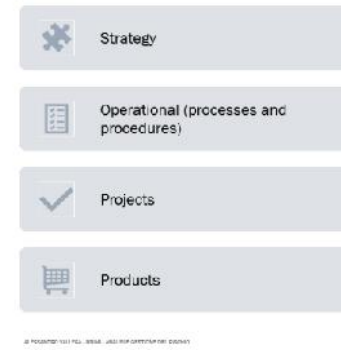 Strategy
Operational (processes and
procedures)
Projects
Products